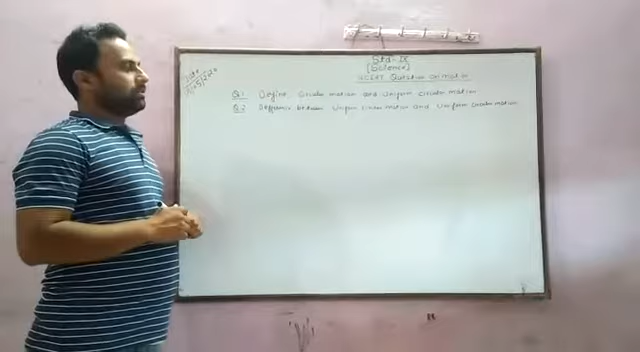 Std-IX
(Science)
NCERT Question on motion
Q.1 Define Circular motion and Uniform circular motion
Q.2 Difference between Uniform linear motion and Uniform circular motion